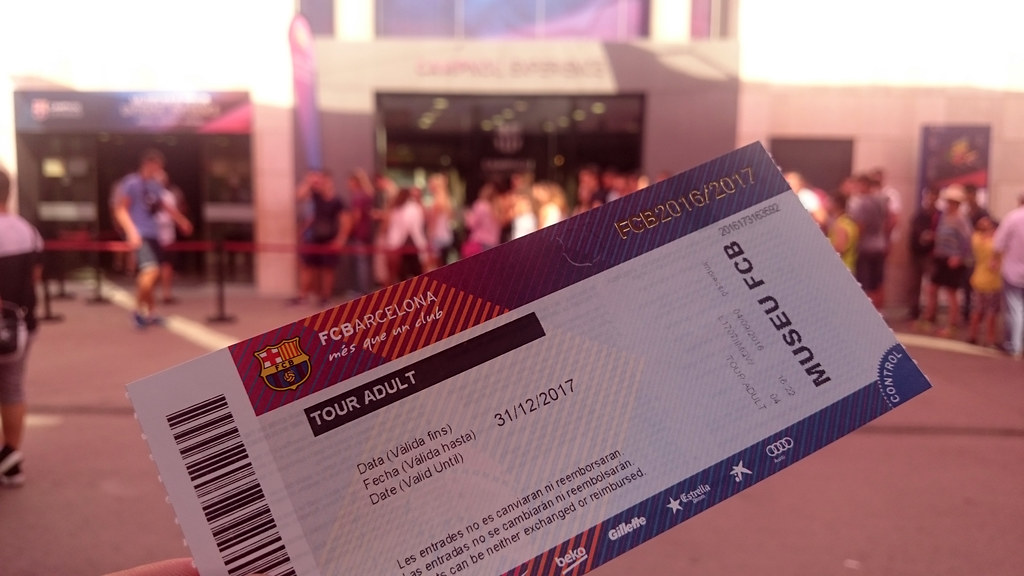 FCB2016/2017
FCBARCELONA
més que un club
TOUR ADULT
31/12/2017
Data (Vàlida fins)
Fecha (Válida hasta)
Date (Valid Until)
Les entrades no es canviaran ni reemborsaran.
Las entradas no se cambiarán ni reembolsarán.
can be neither exchanged or reimbursed.
MUSEU FCB
CONTROL
beko
Gillette
Estrella